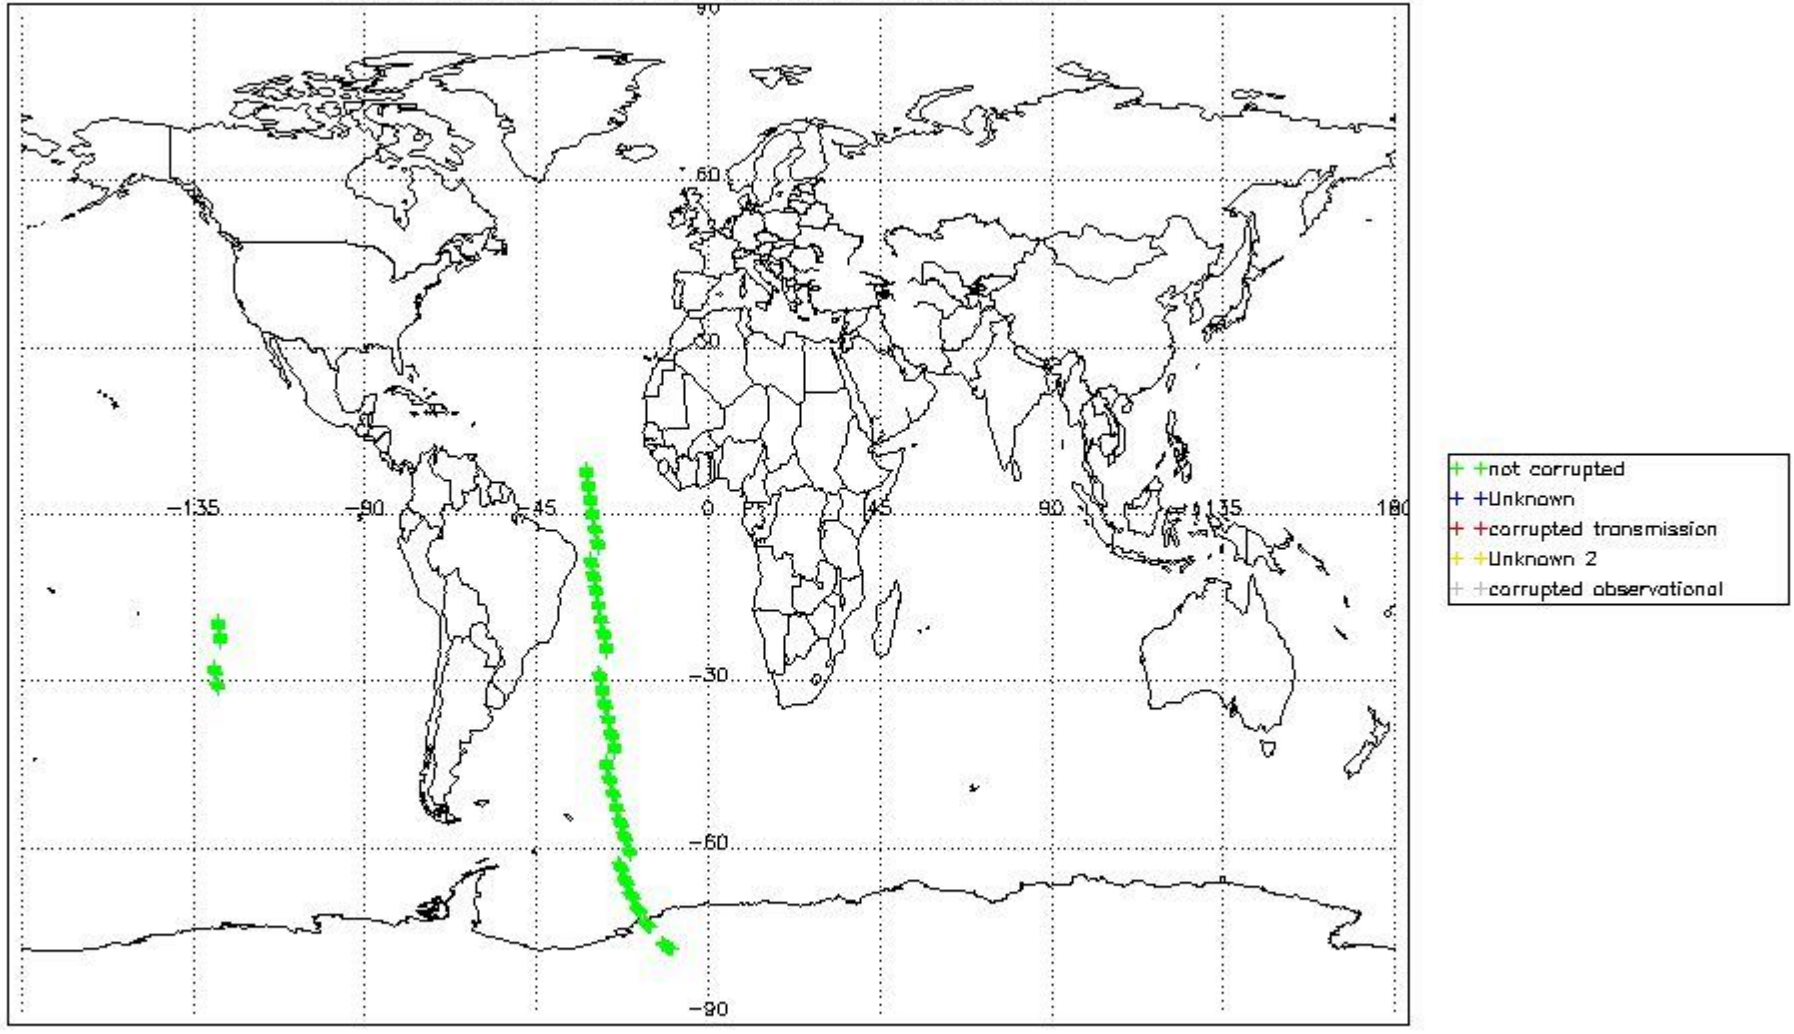 90
60
30
-135
-90
-45
0
45
90
135
180
-30
-60
-90
not corrupted
Unknown
corrupted transmission
Unknown 2
corrupted observational